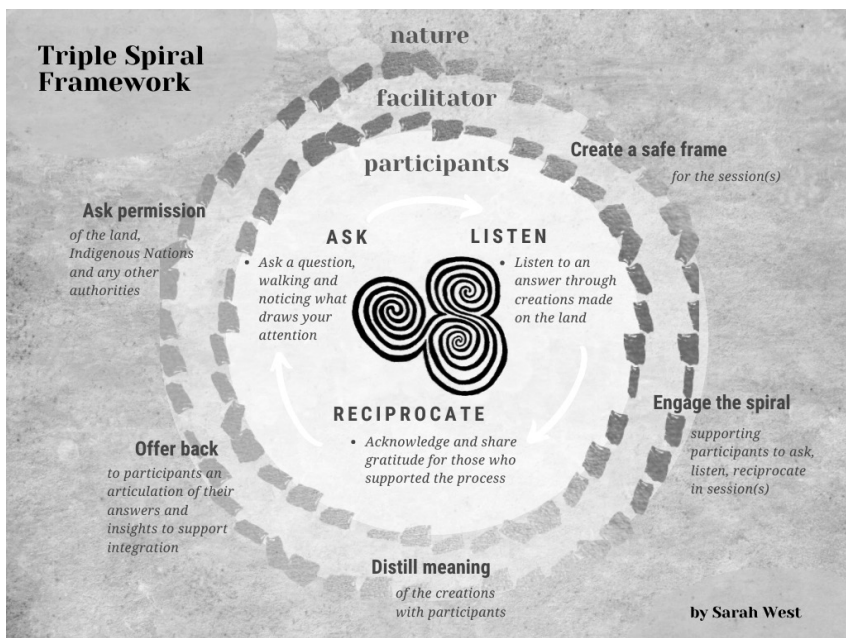 Triple Spiral
Framework
nature
facilitator
participants
Create a safe frame
for the session(s)
Ask permission
of the land,
Indigenous Nations
and any other
authorities
ASK
• Ask a question,
walking and
noticing what
draws your
attention
LISTEN
• Listen to an
answer through
creations made
on the land
RECIPROCATE
• Acknowledge and share
gratitude for those who
supported the process
Engage the spiral
supporting
participants to ask,
listen, reciprocate
in session(s)
Offer back
to participants an
articulation of their
answers and
insights to support
integration
Distill meaning
of the creations
with participants
by Sarah West